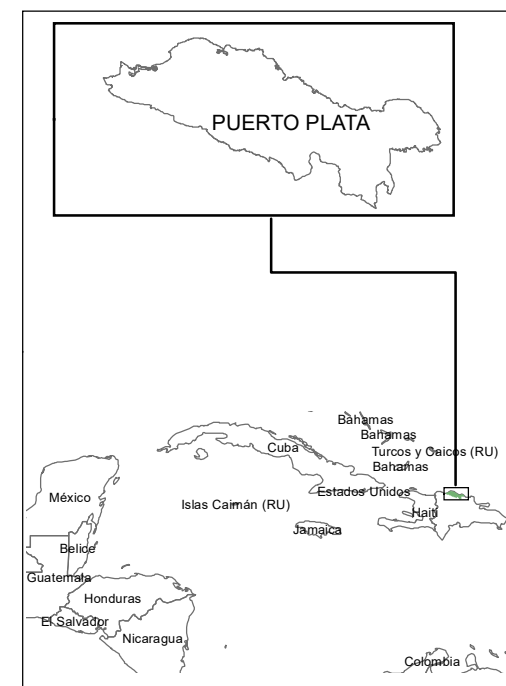 PUERTO PLATA
Bahamas
Bahamas
Cuba
Turcos y Caicos (RU)
Bahamas
Estados Unidos
México
Islas Caimán (RU)
Haití
Jamaica
Belice
Guatemala
Honduras
El Salvador
Nicaragua
Colombia